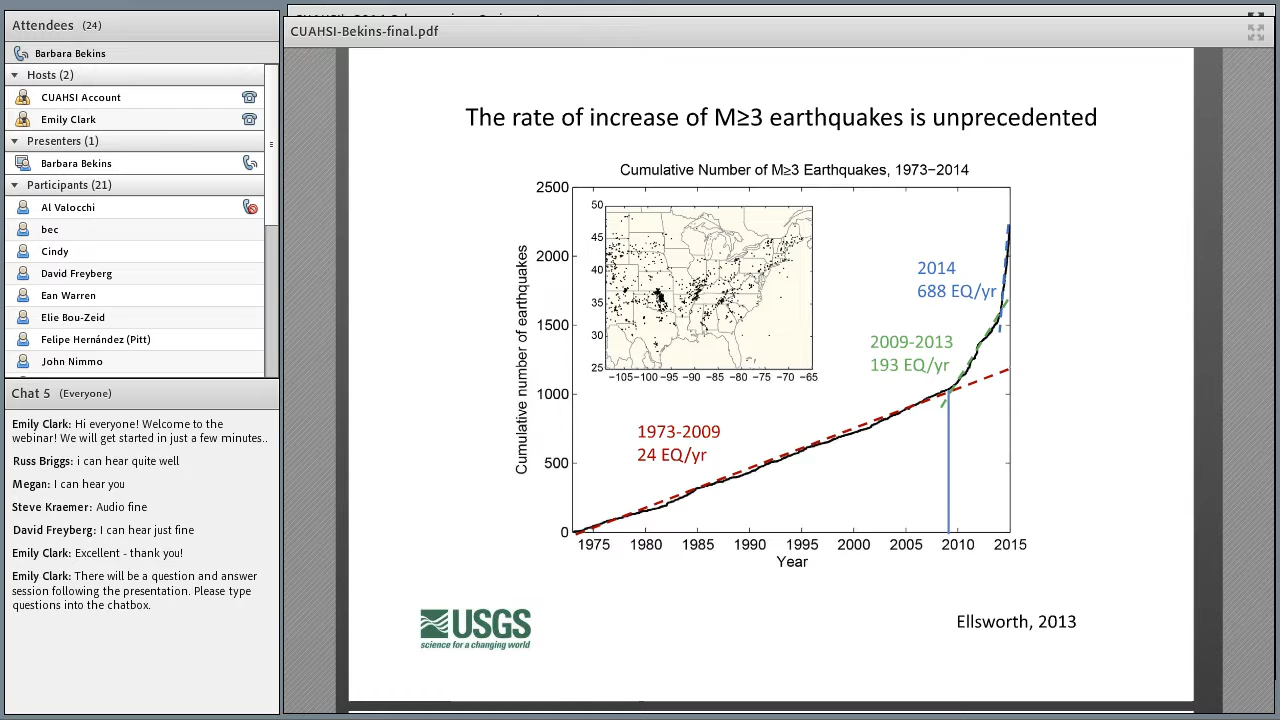 Attendees (24)
Barbara Bekins
Hosts (2)
CUAHSI Account
Emily Clark
Presenters (1)
Barbara Bekins
Participants (21)
Al Valocchi
bec
Cindy
David Freyberg
Ean Warren
Elie Bou-Zeid
Felipe Hernández (Pitt)
John Nimmo
Chat 5 (Everyone)
Emily Clark: Hi everyone! Welcome to the
webinar! We will get started in just a few minutes..
Russ Briggs: i can hear quite well
Megan: I can hear you
Steve Kraemer: Audio fine
David Freyberg: I can hear just fine
Emily Clark: Excellent - thank you!
Emily Clark: There will be a question and answer
session following the presentation. Please type
questions into the chatbox.
CUAHSI-Bekins-final.pdf
The rate of increase of M≥3 earthquakes is unprecedented
Cumulative Number of M≥3 Earthquakes, 1973−2014
Cumulative number of earthquakes
2500
2000
1500
1000
500
0
50
45
40
35
30
25
−105 −100 −95 −90 −85 −80 −75 −70 −65
2014
688 EQ/yr
2009-2013
193 EQ/yr
1973-2009
24 EQ/yr
1975 1980 1985 1990 1995 2000 2005 2010 2015
Year
USGS
science for a changing world
Ellsworth, 2013